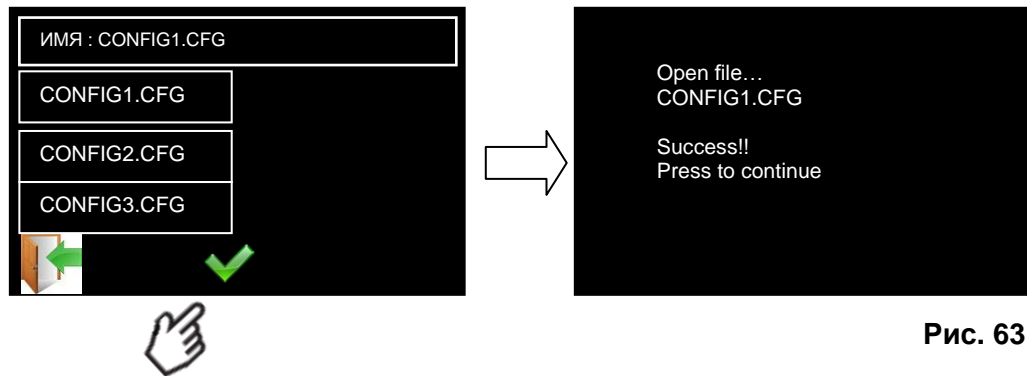 ИМЯ : CONFIG1.CFG
CONFIG1.CFG
CONFIG2.CFG
CONFIG3.CFG
Open file…
CONFIG1.CFG
Success!!
Press to continue
Рис. 63